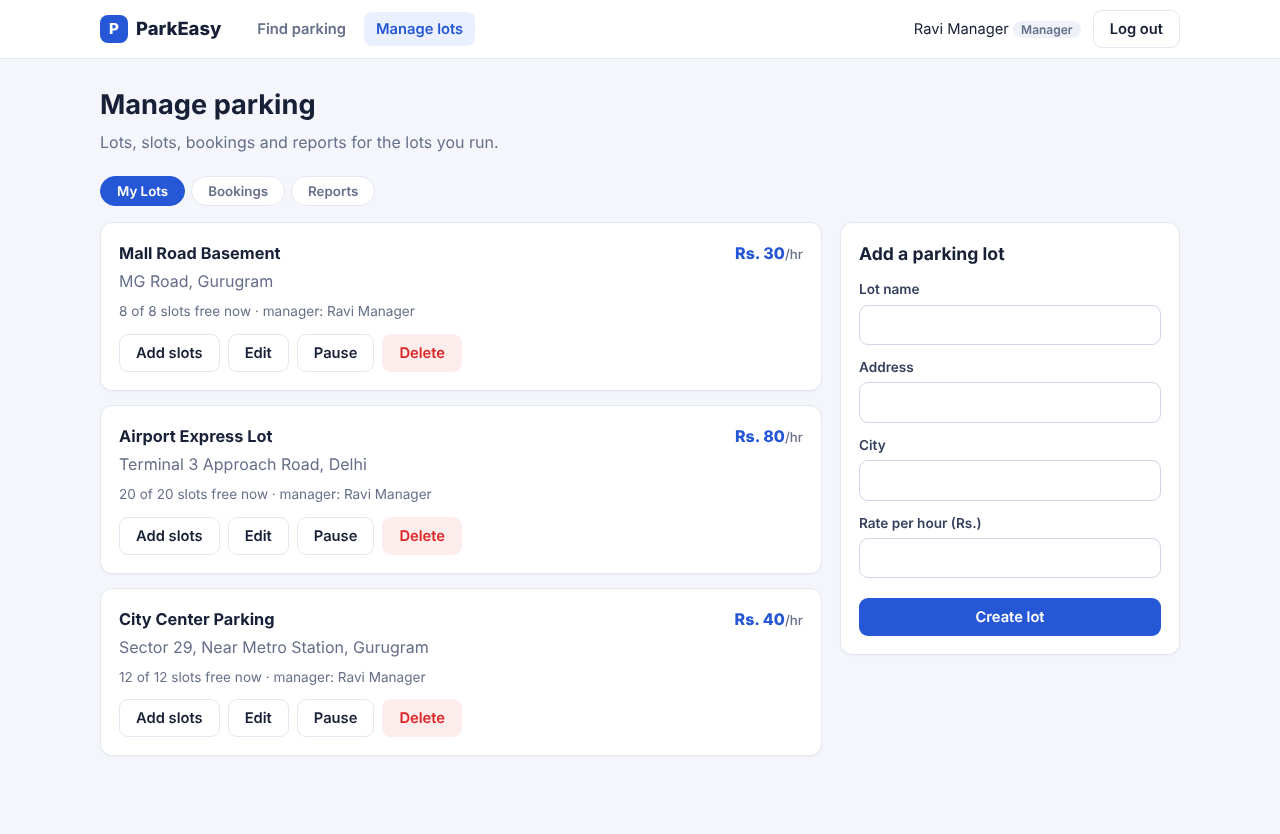 P ParkEasy Find parking Manage lots Ravi Manager Manager Log out
Manage parking
Lots, slots, bookings and reports for the lots you run.
My Lots Bookings Reports
Mall Road Basement Rs. 30/hr
MG Road, Gurugram
8 of 8 slots free now · manager: Ravi Manager
Add slots Edit Pause Delete
Airport Express Lot Rs. 80/hr
Terminal 3 Approach Road, Delhi
20 of 20 slots free now · manager: Ravi Manager
Add slots Edit Pause Delete
City Center Parking Rs. 40/hr
Sector 29, Near Metro Station, Gurugram
12 of 12 slots free now · manager: Ravi Manager
Add slots Edit Pause Delete
Add a parking lot
Lot name
Address
City
Rate per hour (Rs.)
Create lot